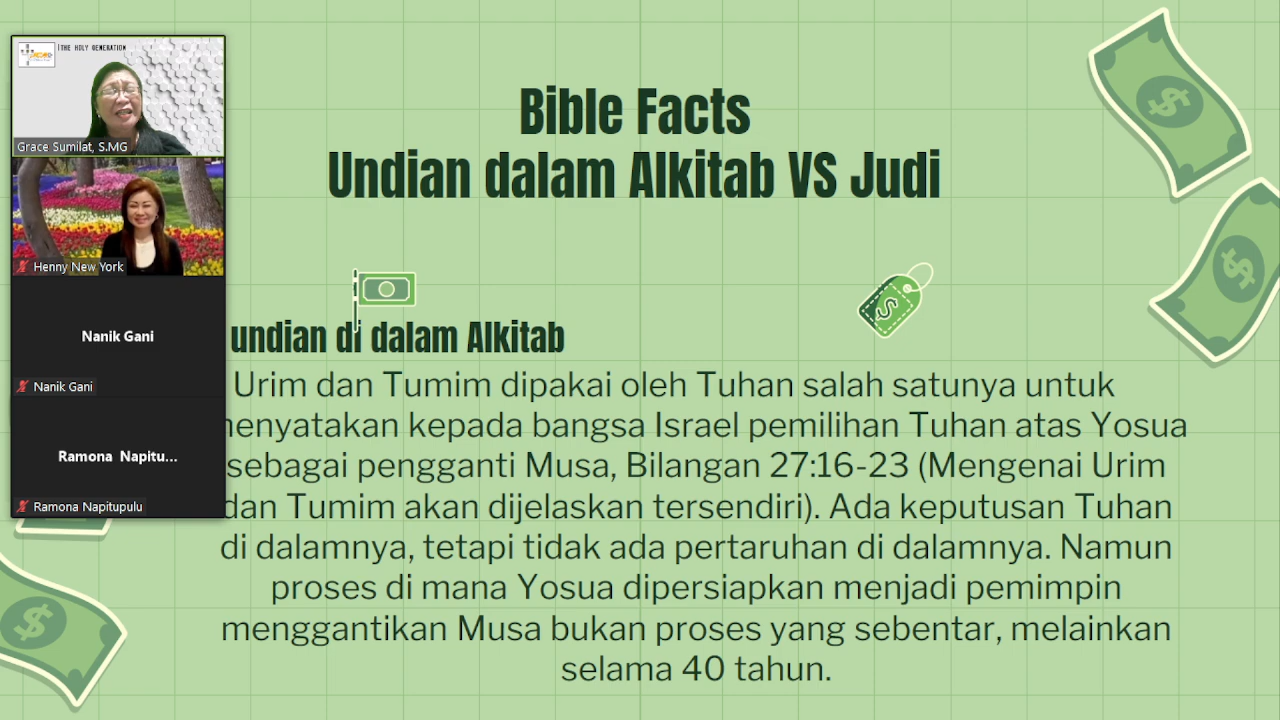 THE HOLY GENERATION
Grace Sumilat, S.MG
Henny New York
Nanik Gani
Nanik Gani
Ramona Napitu...
Ramona Napitupulu
Bible Facts
Undian dalam Alkitab VS Judi
undian di dalam Alkitab
Urim dan Tumim dipakai oleh Tuhan salah satunya untuk
menyatakan kepada bangsa Israel pemilihan Tuhan atas Yosua
sebagai pengganti Musa, Bilangan 27:16-23 (Mengenai Urim
dan Tumim akan dijelaskan tersendiri). Ada keputusan Tuhan
di dalamnya, tetapi tidak ada pertaruhan di dalamnya. Namun
proses di mana Yosua dipersiapkan menjadi pemimpin
menggantikan Musa bukan proses yang sebentar, melainkan
selama 40 tahun.